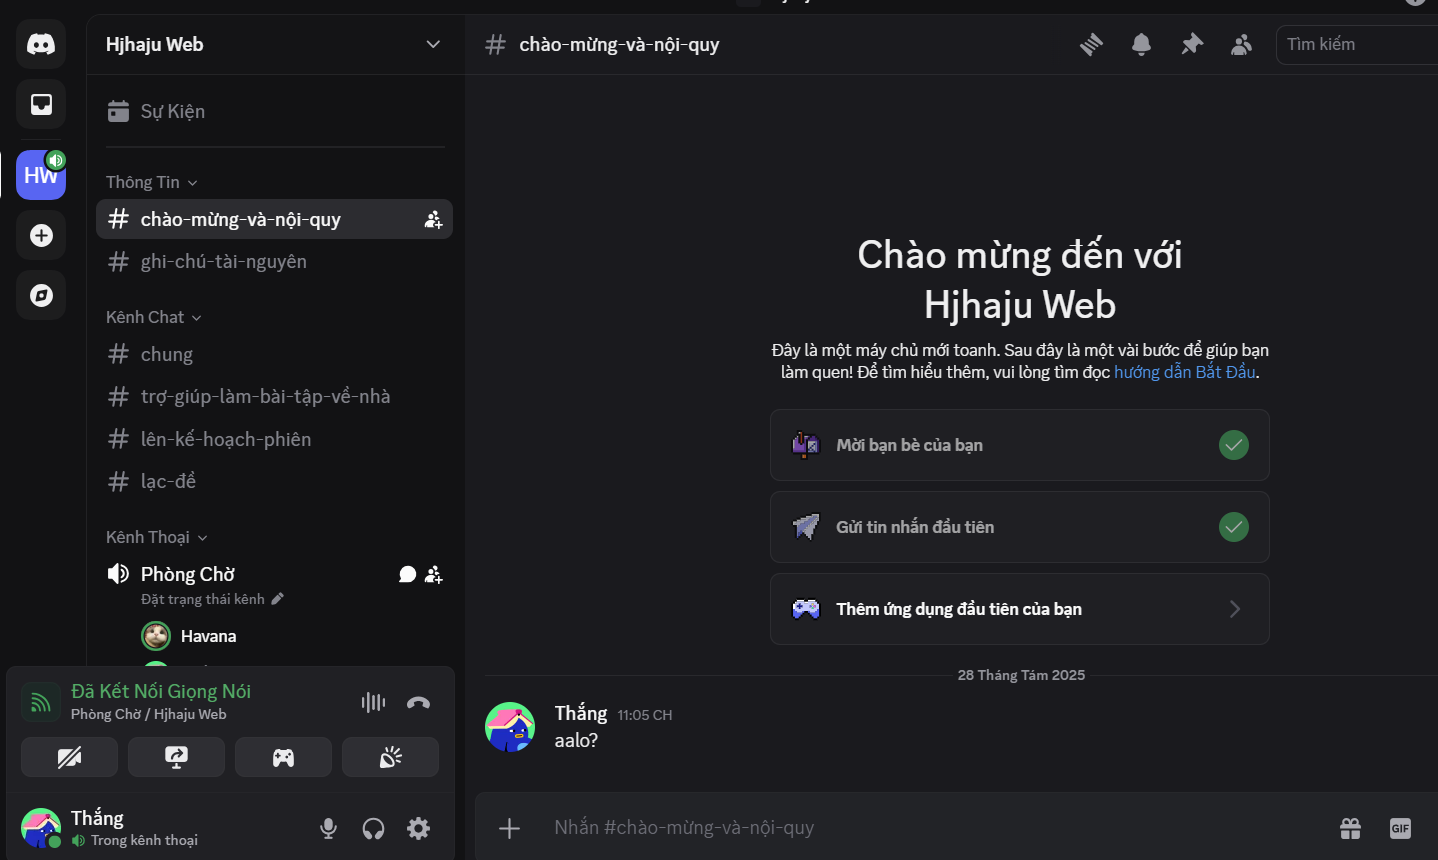 Hjhaju Web
Sự Kiện
HW
Thông Tin
chào-mừng-và-nội-quy
ghi-chú-tài-nguyên
Kênh Chat
chung
trợ-giúp-làm-bài-tập-về-nhà
lên-kế-hoạch-phiên
lạc-đề
Kênh Thoại
Phòng Chờ
Đặt trạng thái kênh
Havana
Đã Kết Nối Giọng Nói
Phòng Chờ / Hjhaju Web
Thắng
Trong kênh thoại
chào-mừng-và-nội-quy
Tìm kiếm
Chào mừng đến với
Hjhaju Web
Đây là một máy chủ mới toanh. Sau đây là một vài bước để giúp bạn
làm quen! Để tìm hiểu thêm, vui lòng tìm đọc hướng dẫn Bắt Đầu.
Mời bạn bè của bạn
Gửi tin nhắn đầu tiên
Thêm ứng dụng đầu tiên của bạn
28 Tháng Tám 2025
Thắng 11:05 CH
aalo?
Nhắn #chào-mừng-và-nội-quy
GIF